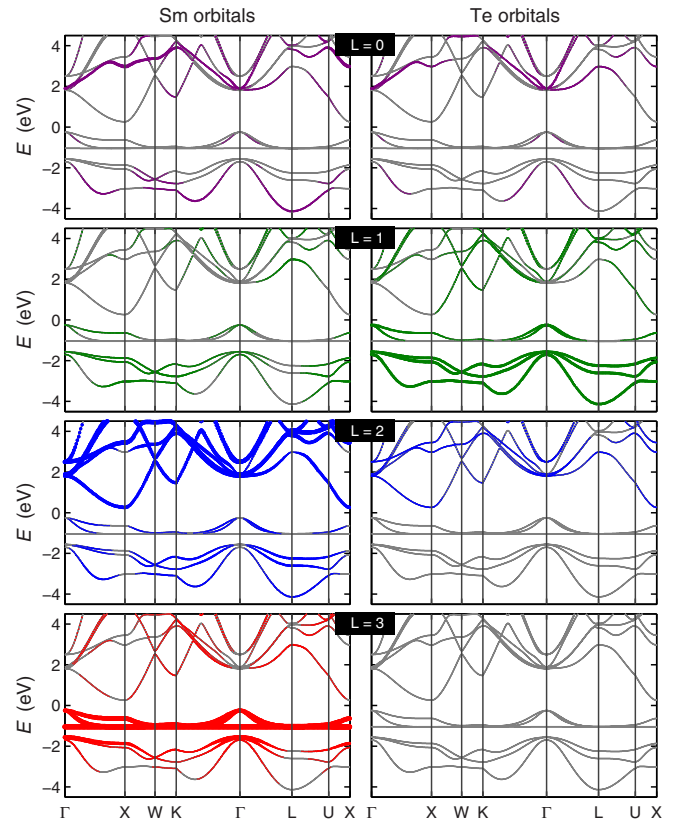 Sm orbitals Te orbitals
L = 0
4
2
0
−2
−4
E (eV)
L = 1
4
2
0
−2
−4
E (eV)
L = 2
4
2
0
−2
−4
E (eV)
L = 3
4
2
0
−2
−4
E (eV)
Γ X W K Γ L U X Γ X W K Γ L U X